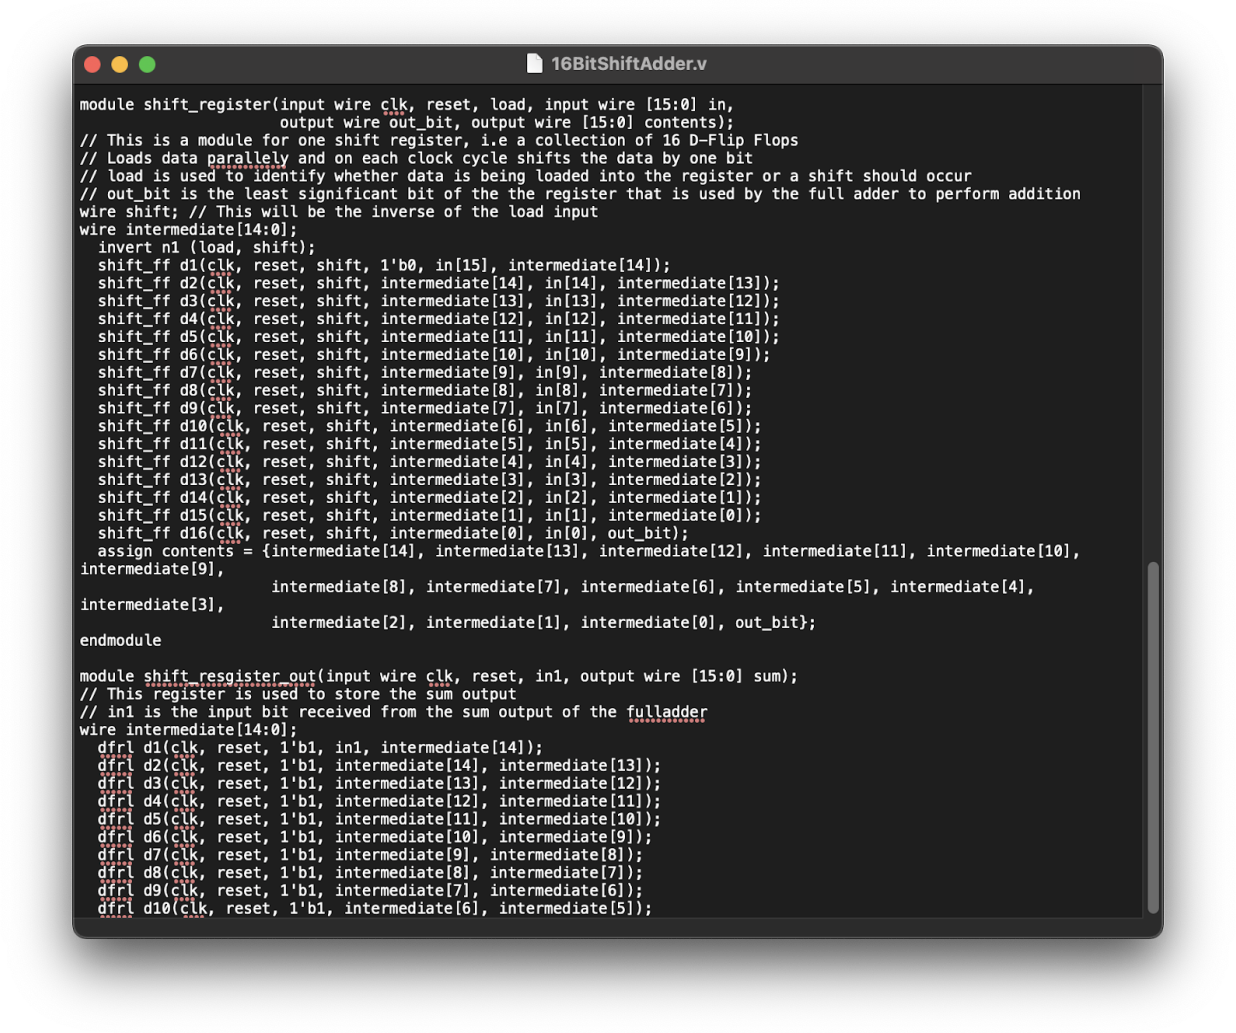 16BitShiftAdder.v
module shift_register(input wire clk, reset, load, input wire [15:0] in,
                      output wire out_bit, output wire [15:0] contents);
// This is a module for one shift register, i.e a collection of 16 D-Flip Flops
// Loads data parallely and on each clock cycle shifts the data by one bit
// load is used to identify whether data is being loaded into the register or a shift should occur
// out_bit is the least significant bit of the the register that is used by the full adder to perform addition
wire shift; // This will be the inverse of the load input
wire intermediate[14:0];
  invert n1 (load, shift);
  shift_ff d1(clk, reset, shift, 1'b0, in[15], intermediate[14]);
  shift_ff d2(clk, reset, shift, intermediate[14], in[14], intermediate[13]);
  shift_ff d3(clk, reset, shift, intermediate[13], in[13], intermediate[12]);
  shift_ff d4(clk, reset, shift, intermediate[12], in[12], intermediate[11]);
  shift_ff d5(clk, reset, shift, intermediate[11], in[11], intermediate[10]);
  shift_ff d6(clk, reset, shift, intermediate[10], in[10], intermediate[9]);
  shift_ff d7(clk, reset, shift, intermediate[9], in[9], intermediate[8]);
  shift_ff d8(clk, reset, shift, intermediate[8], in[8], intermediate[7]);
  shift_ff d9(clk, reset, shift, intermediate[7], in[7], intermediate[6]);
  shift_ff d10(clk, reset, shift, intermediate[6], in[6], intermediate[5]);
  shift_ff d11(clk, reset, shift, intermediate[5], in[5], intermediate[4]);
  shift_ff d12(clk, reset, shift, intermediate[4], in[4], intermediate[3]);
  shift_ff d13(clk, reset, shift, intermediate[3], in[3], intermediate[2]);
  shift_ff d14(clk, reset, shift, intermediate[2], in[2], intermediate[1]);
  shift_ff d15(clk, reset, shift, intermediate[1], in[1], intermediate[0]);
  shift_ff d16(clk, reset, shift, intermediate[0], in[0], out_bit);
  assign contents = {intermediate[14], intermediate[13], intermediate[12], intermediate[11], intermediate[10],
intermediate[9],
                     intermediate[8], intermediate[7], intermediate[6], intermediate[5], intermediate[4],
intermediate[3],
                     intermediate[2], intermediate[1], intermediate[0], out_bit};
endmodule

module shift_resgister_out(input wire clk, reset, in1, output wire [15:0] sum);
// This register is used to store the sum output
// in1 is the input bit received from the sum output of the fulladder
wire intermediate[14:0];
  dfrl d1(clk, reset, 1'b1, in1, intermediate[14]);
  dfrl d2(clk, reset, 1'b1, intermediate[14], intermediate[13]);
  dfrl d3(clk, reset, 1'b1, intermediate[13], intermediate[12]);
  dfrl d4(clk, reset, 1'b1, intermediate[12], intermediate[11]);
  dfrl d5(clk, reset, 1'b1, intermediate[11], intermediate[10]);
  dfrl d6(clk, reset, 1'b1, intermediate[10], intermediate[9]);
  dfrl d7(clk, reset, 1'b1, intermediate[9], intermediate[8]);
  dfrl d8(clk, reset, 1'b1, intermediate[8], intermediate[7]);
  dfrl d9(clk, reset, 1'b1, intermediate[7], intermediate[6]);
  dfrl d10(clk, reset, 1'b1, intermediate[6], intermediate[5]);